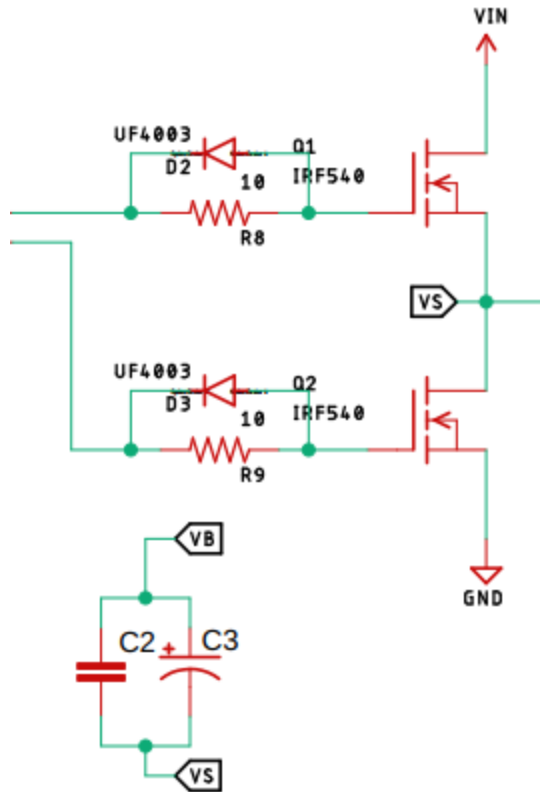 VIN
UF4003
D2
Q1
10
IRF540
R8
VS
UF4003
D3
Q2
10
IRF540
R9
VB
GND
C2
+
C3
VS